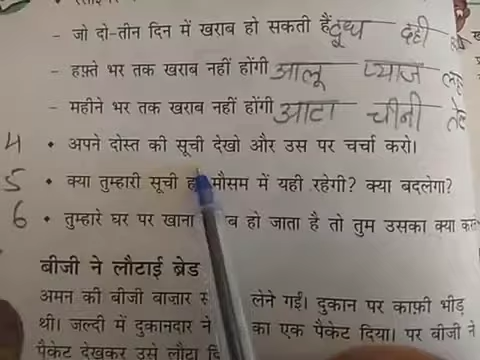 – जो दो-तीन दिन में खराब हो सकती हैं दूध दही
– हफ़्ते भर तक खराब नहीं होंगी आलू प्याज
– महीने भर तक खराब नहीं होंगी आटा चीनी
4 • अपने दोस्त की सूची देखो और उस पर चर्चा करो।
5 • क्या तुम्हारी सूची मौसम में यही रहेगी? क्या बदलेगा?
6 • तुम्हारे घर पर खाना हो जाता है तो तुम उसका क्या
बीजी ने लौटाई ब्रेड
अमन की बीजी बाज़ार लेने गईं। दुकान पर काफ़ी भीड़
थी। जल्दी में दुकानदार ने का एक पैकेट दिया। पर बीजी ने
पैकेट देखकर उसे लौटा